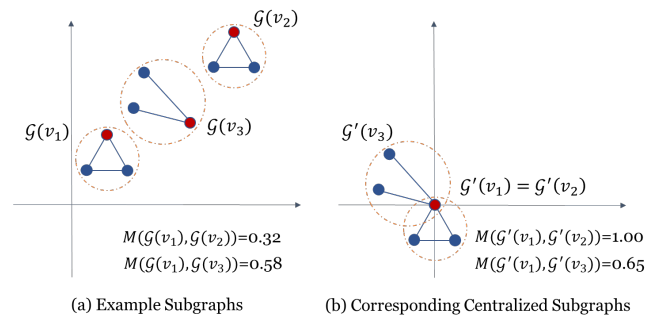 𝒢(v₂)
𝒢(v₁)
𝒢(v₃)
M(𝒢(v₁), 𝒢(v₂))=0.32
M(𝒢(v₁), 𝒢(v₃))=0.58
(a) Example Subgraphs
𝒢′(v₃)
𝒢′(v₁) = 𝒢′(v₂)
M(𝒢′(v₁), 𝒢′(v₂))=1.00
M(𝒢′(v₁), 𝒢′(v₃))=0.65
(b) Corresponding Centralized Subgraphs